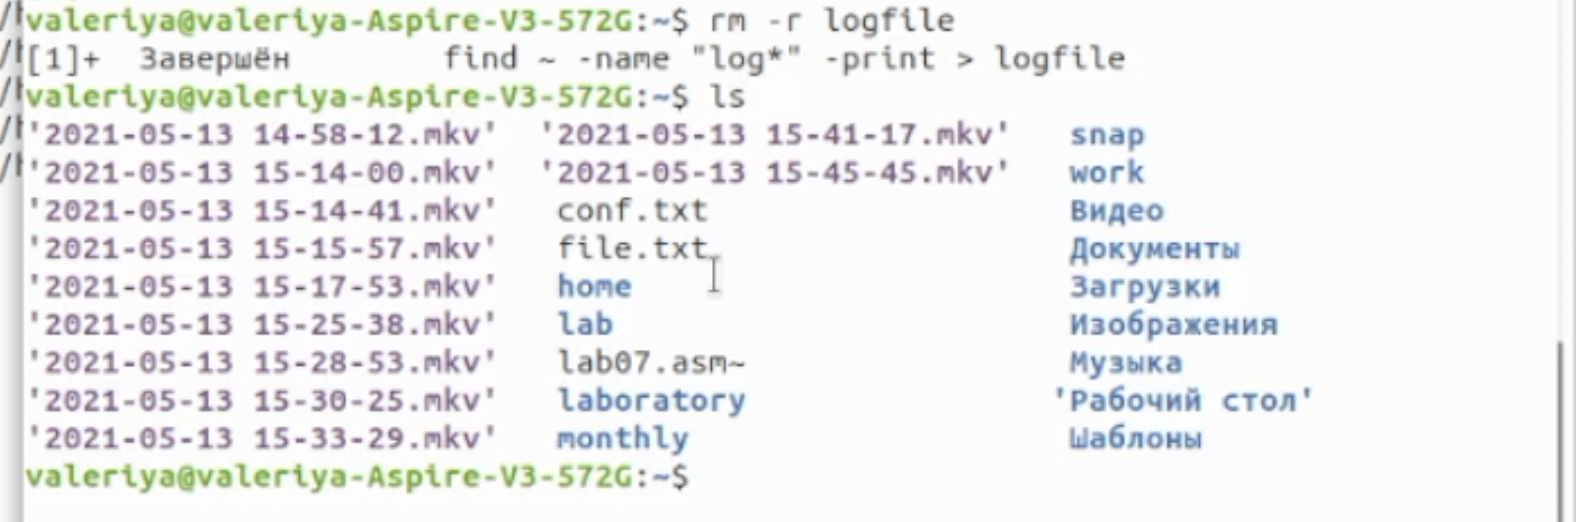 valeriya@valeriya-Aspire-V3-572G:~$ rm -r logfile
[1]+  Завершён        find ~ -name "log*" -print > logfile
valeriya@valeriya-Aspire-V3-572G:~$ ls
'2021-05-13 14-58-12.mkv'  '2021-05-13 15-41-17.mkv'   snap
'2021-05-13 15-14-00.mkv'  '2021-05-13 15-45-45.mkv'   work
'2021-05-13 15-14-41.mkv'   conf.txt                   Видео
'2021-05-13 15-15-57.mkv'   file.txt                   Документы
'2021-05-13 15-17-53.mkv'   home                       Загрузки
'2021-05-13 15-25-38.mkv'   lab                        Изображения
'2021-05-13 15-28-53.mkv'   lab07.asm~                 Музыка
'2021-05-13 15-30-25.mkv'   laboratory                'Рабочий стол'
'2021-05-13 15-33-29.mkv'   monthly                    Шаблоны
valeriya@valeriya-Aspire-V3-572G:~$